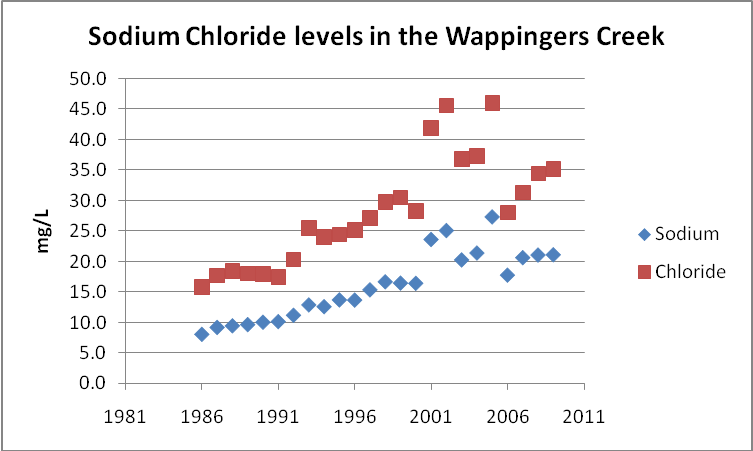 Sodium Chloride levels in the Wappingers Creek
50.0
45.0
40.0
35.0
30.0
25.0
20.0
15.0
10.0
5.0
0.0
mg/L
1981 1986 1991 1996 2001 2006 2011
Sodium
Chloride